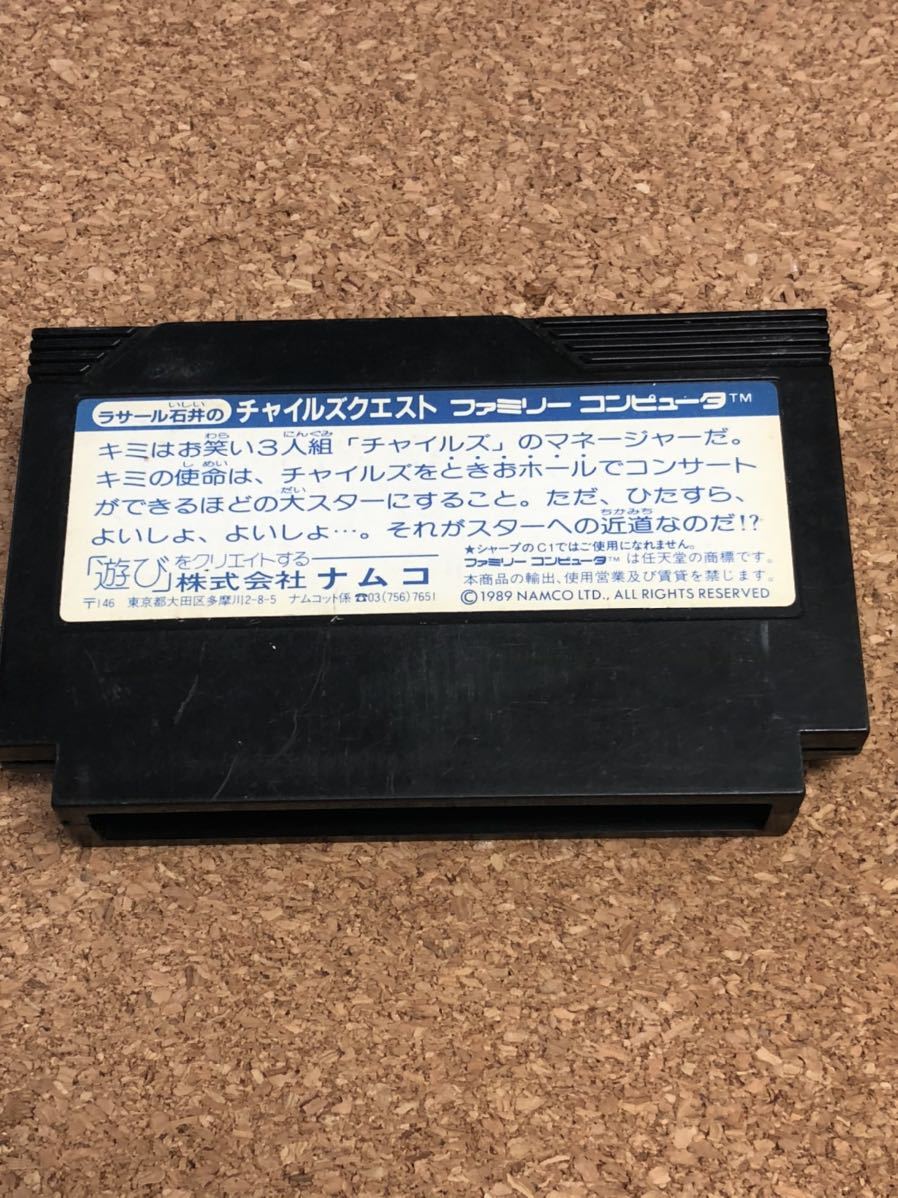 ラサール石井のチャイルズクエスト ファミリー コンピュータ™
キミはお笑い3人組「チャイルズ」のマネージャーだ。
キミの使命は、チャイルズをときおホールでコンサート
ができるほどの大スターにすること。ただ、ひたすら、
よいしょ、よいしょ…。それがスターへの近道なのだ!?
「遊び」をクリエイトする
株式会社 ナムコ
〒146 東京都大田区多摩川2-8-5 ナムコット係☎03(756)7651
★シャープのC1ではご使用になれません。
ファミリー コンピュータ™は任天堂の商標です。
本商品の輸出、使用営業及び賃貸を禁じます。
©1989 NAMCO LTD., ALL RIGHTS RESERVED